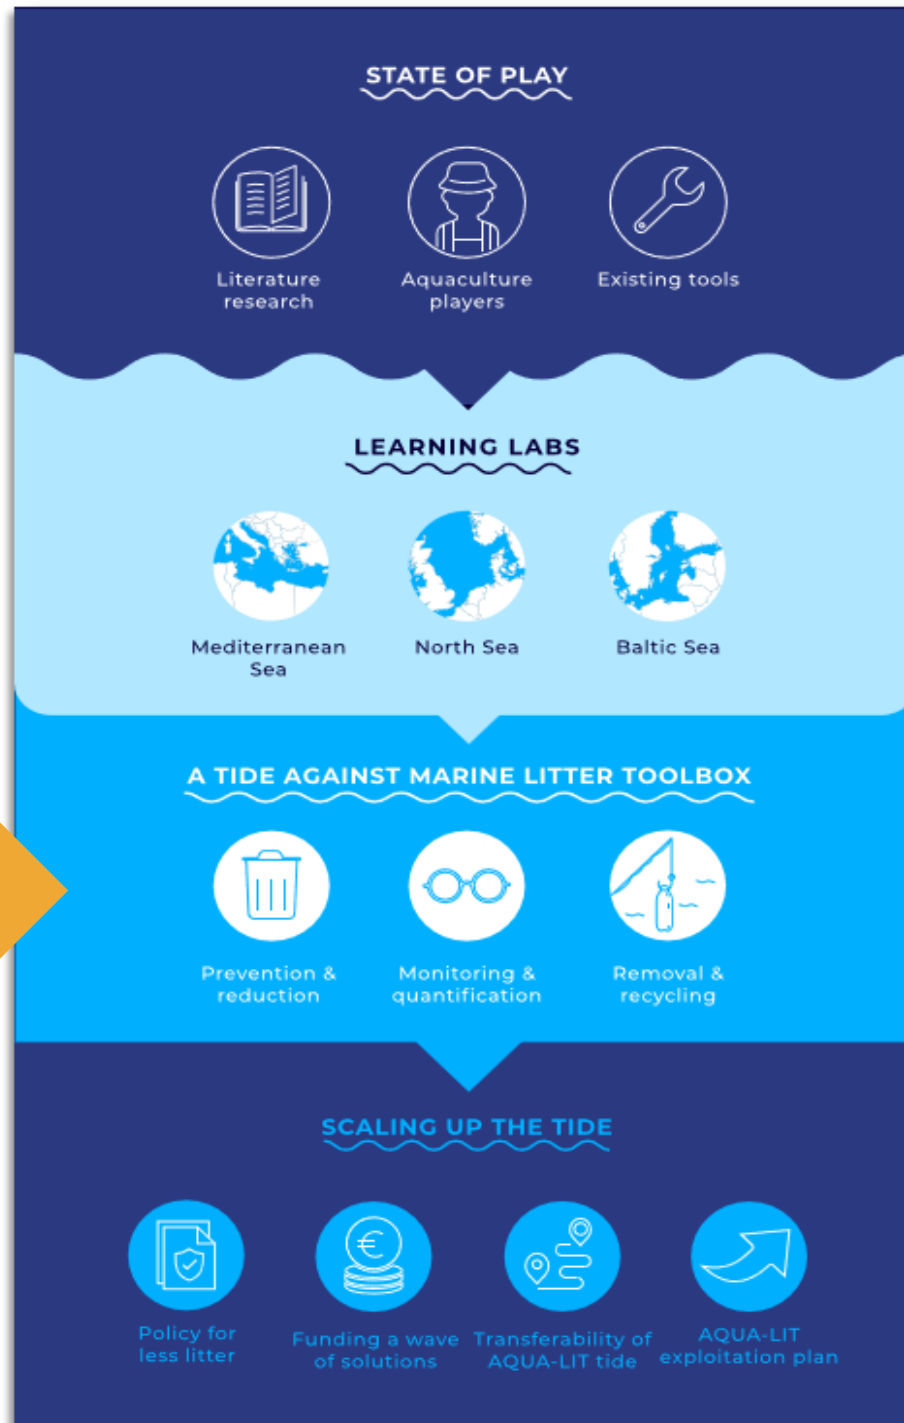 STATE OF PLAY
Literature
research
Aquaculture
players
Existing tools
LEARNING LABS
Mediterranean
Sea
North Sea
Baltic Sea
A TIDE AGAINST MARINE LITTER TOOLBOX
Prevention &
reduction
Monitoring &
quantification
Removal &
recycling
SCALING UP THE TIDE
Policy for
less litter
Funding a wave
of solutions
Transferability of
AQUA-LIT tide
AQUA-LIT
exploitation plan